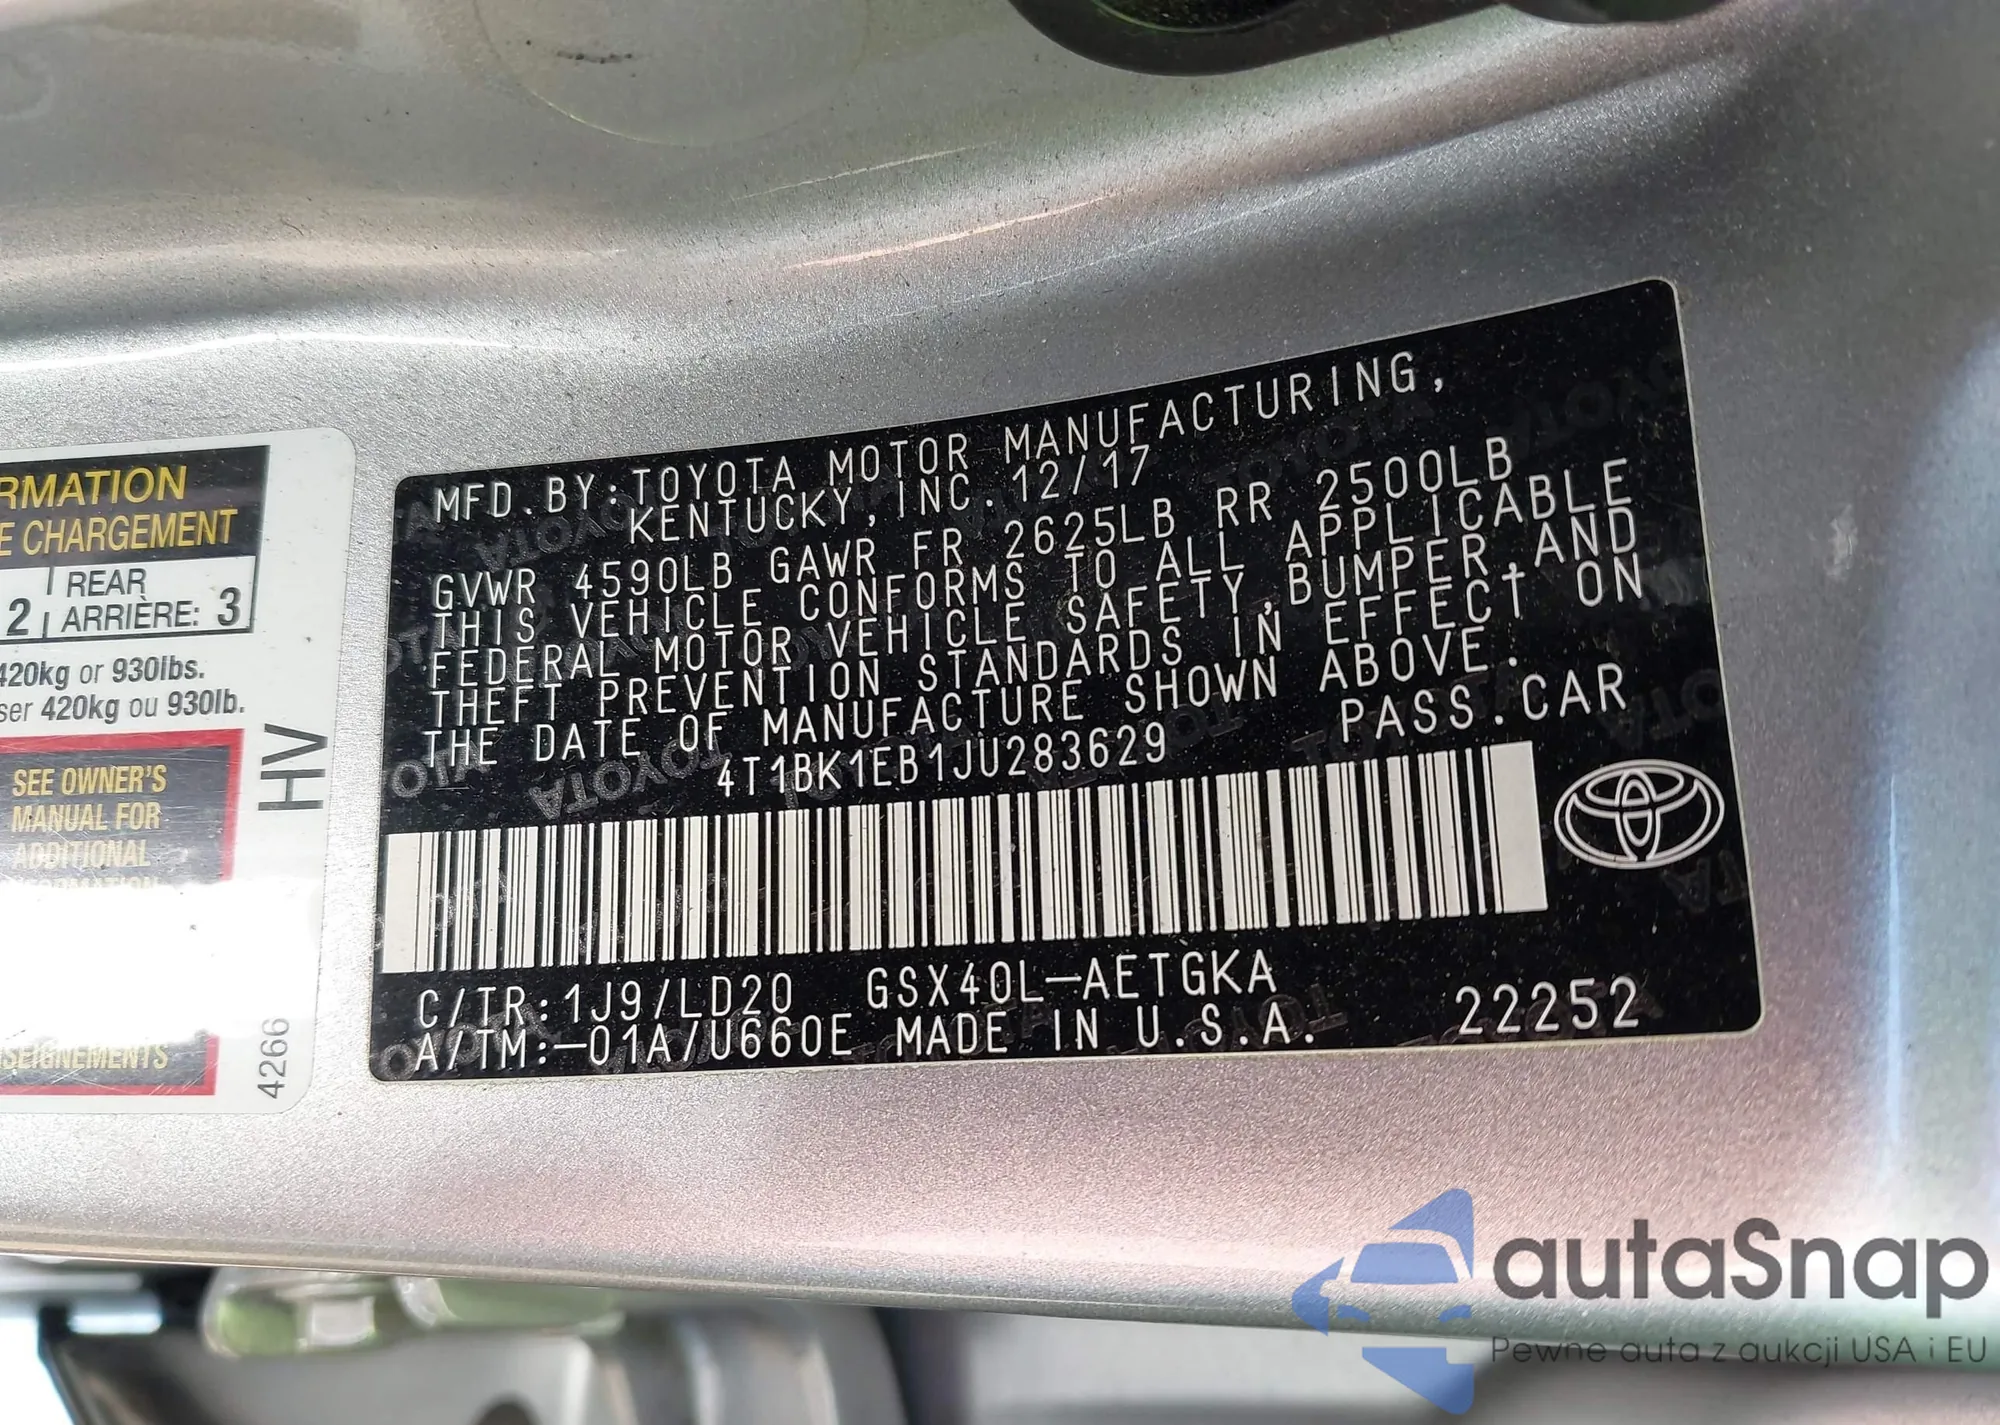 RMATION
E CHARGEMENT
2 REAR
ARRIÈRE: 3
420kg or 930lbs.
ser 420kg ou 930lb.
SEE OWNER'S
MANUAL FOR
ADDITIONAL
INFORMATION
SEIGNEMENTS
HV
4266
MFD. BY: TOYOTA MOTOR MANUFACTURING,
KENTUCKY, INC. 12/17
GVWR 4590LB GAWR FR 2625LB RR 2500LB
THIS VEHICLE CONFORMS TO ALL APPLICABLE
FEDERAL MOTOR VEHICLE SAFETY, BUMPER, AND
THEFT PREVENTION STANDARDS IN EFFECT ON
THE DATE OF MANUFACTURE SHOWN ABOVE.
4T1BK1EB1JU283629 PASS. CAR
C/TR: 1J9/LD20 GSX40L-AETGKA
A/TM: -01A/U660E MADE IN U.S.A. 22252
autaSnap
Pewne auta z aukcji USA i EU